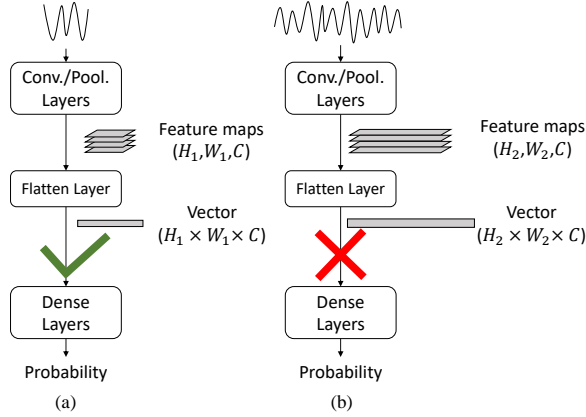 Conv./Pool.
Layers
Feature maps
(H₁,W₁,C)
Flatten Layer
Vector
(H₁ × W₁ × C)
Dense
Layers
Probability
(a)
Conv./Pool.
Layers
Feature maps
(H₂,W₂,C)
Flatten Layer
Vector
(H₂ × W₂ × C)
Dense
Layers
Probability
(b)